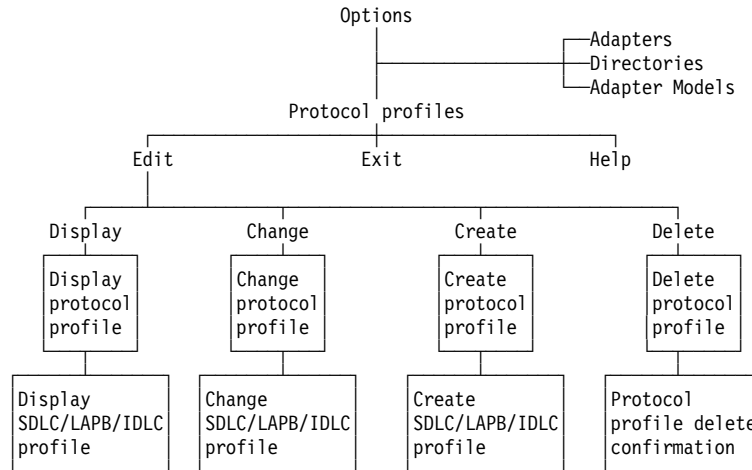 Options
Adapters
Directories
Adapter Models
Protocol profiles
Edit Exit Help
Display Change Create Delete
Display
protocol
profile
Change
protocol
profile
Create
protocol
profile
Delete
protocol
profile
Display
SDLC/LAPB/IDLC
profile
Change
SDLC/LAPB/IDLC
profile
Create
SDLC/LAPB/IDLC
profile
Protocol
profile delete
confirmation